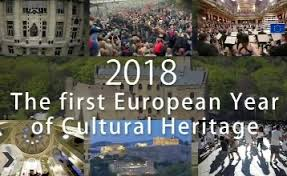 2018
The first European Year
of Cultural Heritage